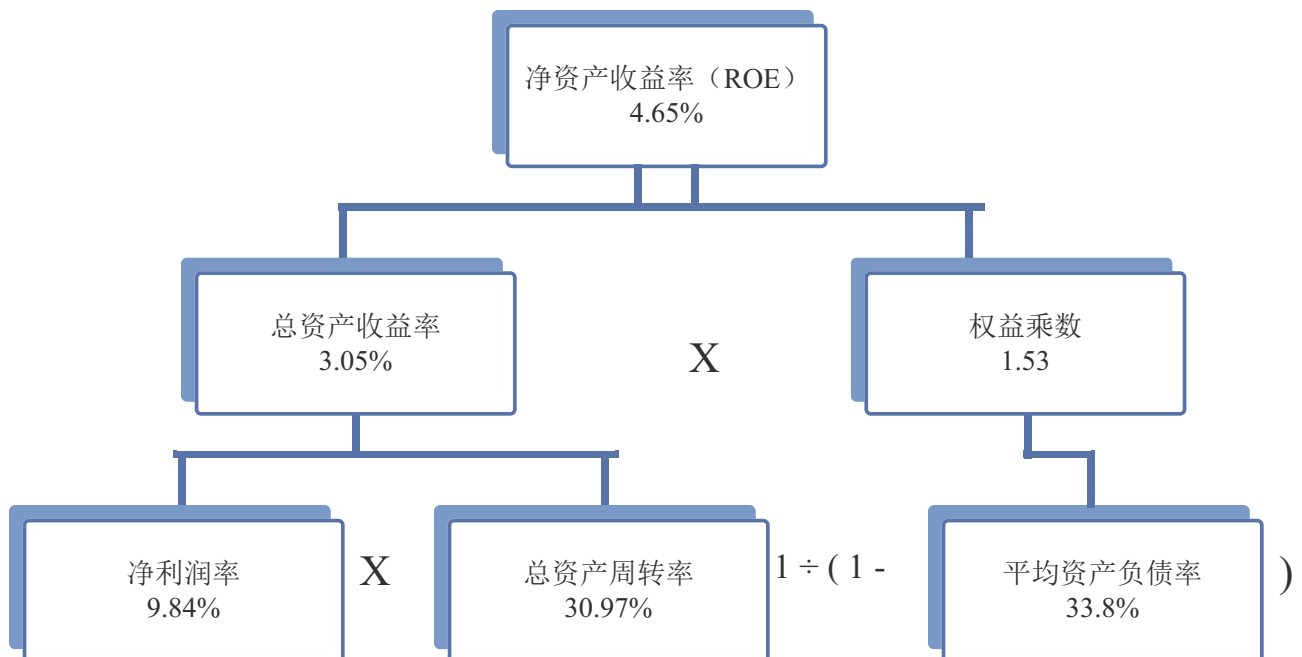 净资产收益率（ROE）
4.65%
总资产收益率
3.05%
X
权益乘数
1.53
净利润率
9.84%
X
总资产周转率
30.97%
1 ÷ ( 1 -
平均资产负债率
33.8%
)